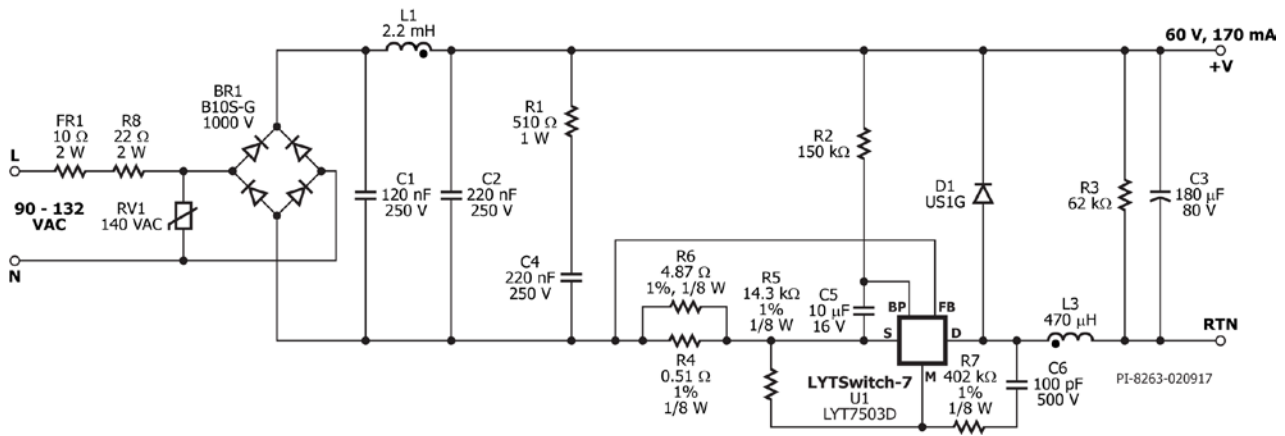 L1
2.2 mH
60 V, 170 mA
+V
BR1
B10S-G
1000 V
FR1
10 Ω
2 W
R8
22 Ω
2 W
L
90 - 132
VAC
N
RV1
140 VAC
C1
120 nF
250 V
C2
220 nF
250 V
R1
510 Ω
1 W
C4
220 nF
250 V
R2
150 kΩ
D1
US1G
R3
62 kΩ
C3
180 μF
80 V
R6
4.87 Ω
1%, 1/8 W
R4
0.51 Ω
1%
1/8 W
R5
14.3 kΩ
1%
1/8 W
C5
10 μF
16 V
BP
FB
S
D
M
LYTSwitch-7
U1
LYT7503D
R7
402 kΩ
1%
1/8 W
C6
100 pF
500 V
L3
470 μH
RTN
PI-8263-020917